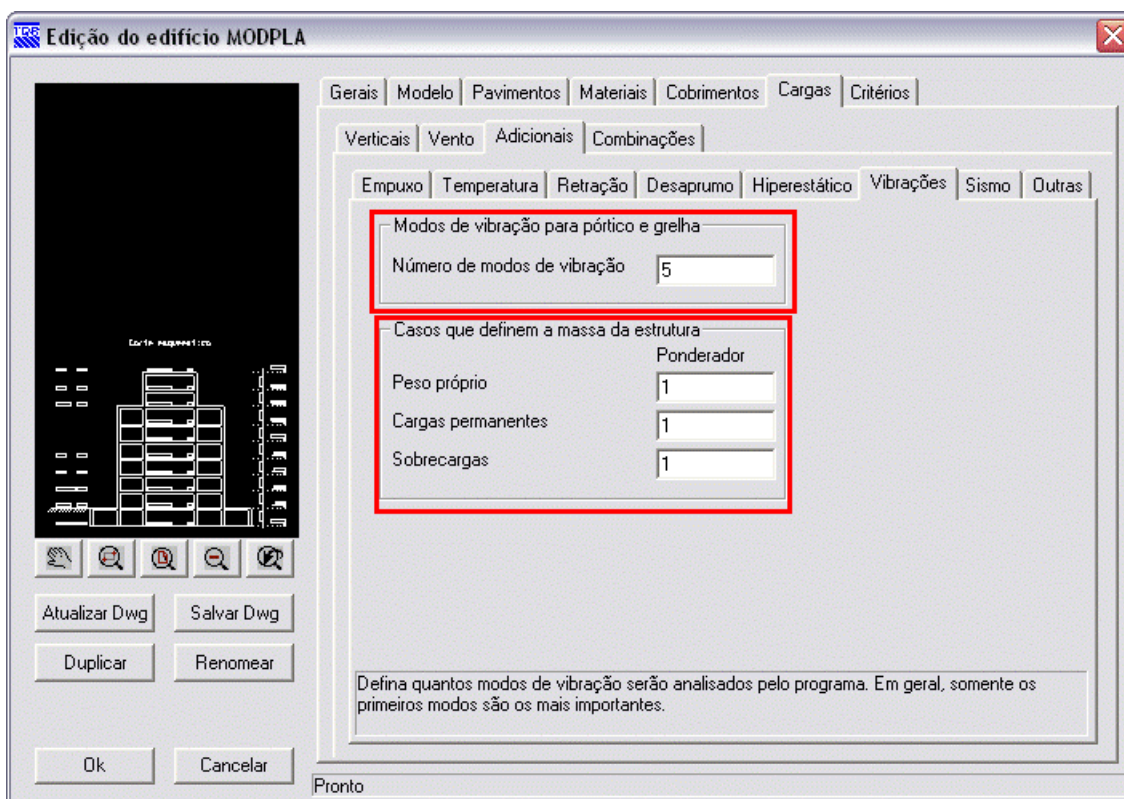 TQS Edição do edifício MODPLA
Gerais Modelo Pavimentos Materiais Cobrimentos Cargas Critérios
Verticais Vento Adicionais Combinações
Empuxo Temperatura Retração Desaprumo Hiperestático Vibrações Sismo Outras
Modos de vibração para pórtico e grelha
Número de modos de vibração 5
Casos que definem a massa da estrutura
Ponderador
Peso próprio 1
Cargas permanentes 1
Sobrecargas 1
Corte esquemático
Atualizar Dwg Salvar Dwg
Duplicar Renomear
Defina quantos modos de vibração serão analisados pelo programa. Em geral, somente os
primeiros modos são os mais importantes.
Ok Cancelar
Pronto